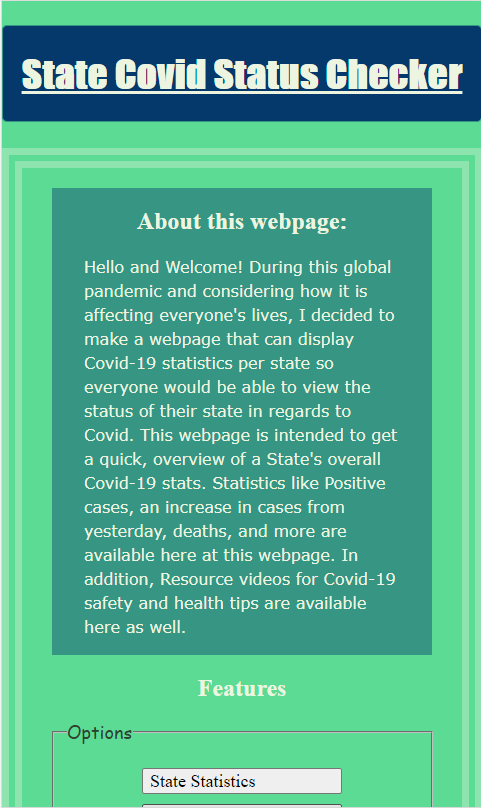 State Covid Status Checker
About this webpage:
Hello and Welcome! During this global
pandemic and considering how it is
affecting everyone's lives, I decided to
make a webpage that can display
Covid-19 statistics per state so
everyone would be able to view the
status of their state in regards to
Covid. This webpage is intended to get
a quick, overview of a State's overall
Covid-19 stats. Statistics like Positive
cases, an increase in cases from
yesterday, deaths, and more are
available here at this webpage. In
addition, Resource videos for Covid-19
safety and health tips are available
here as well.
Features
Options
State Statistics